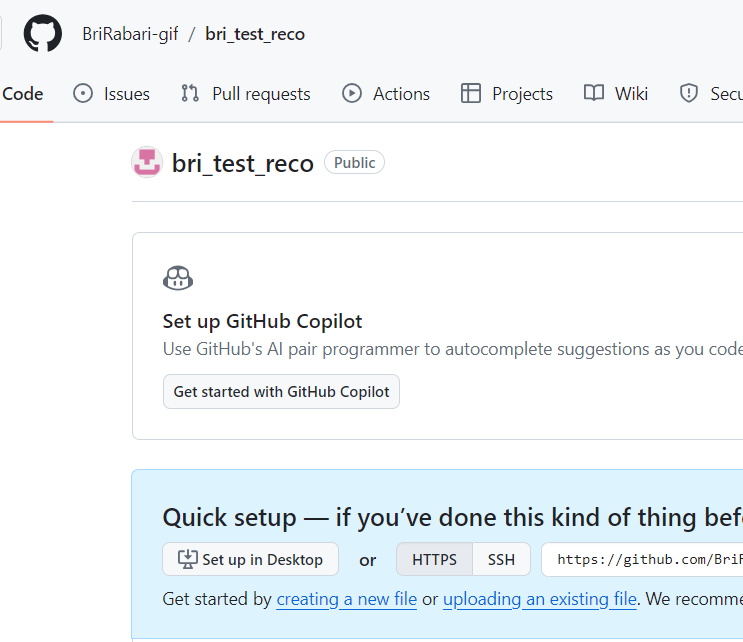 BriRabari-gif / bri_test_reco
Code Issues Pull requests Actions Projects Wiki Secu
bri_test_reco Public
Set up GitHub Copilot
Use GitHub's AI pair programmer to autocomplete suggestions as you code
Get started with GitHub Copilot
Quick setup — if you’ve done this kind of thing bef
Set up in Desktop or HTTPS SSH https://github.com/BriR
Get started by creating a new file or uploading an existing file. We recomme